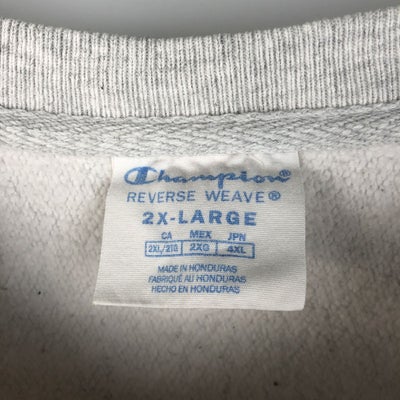 Champion®
REVERSE WEAVE®
2X-LARGE
CA MEX JPN
2XL/2TG 2XG 4XL
MADE IN HONDURAS
FABRIQUÉ AU HONDURAS
HECHO EN HONDURAS